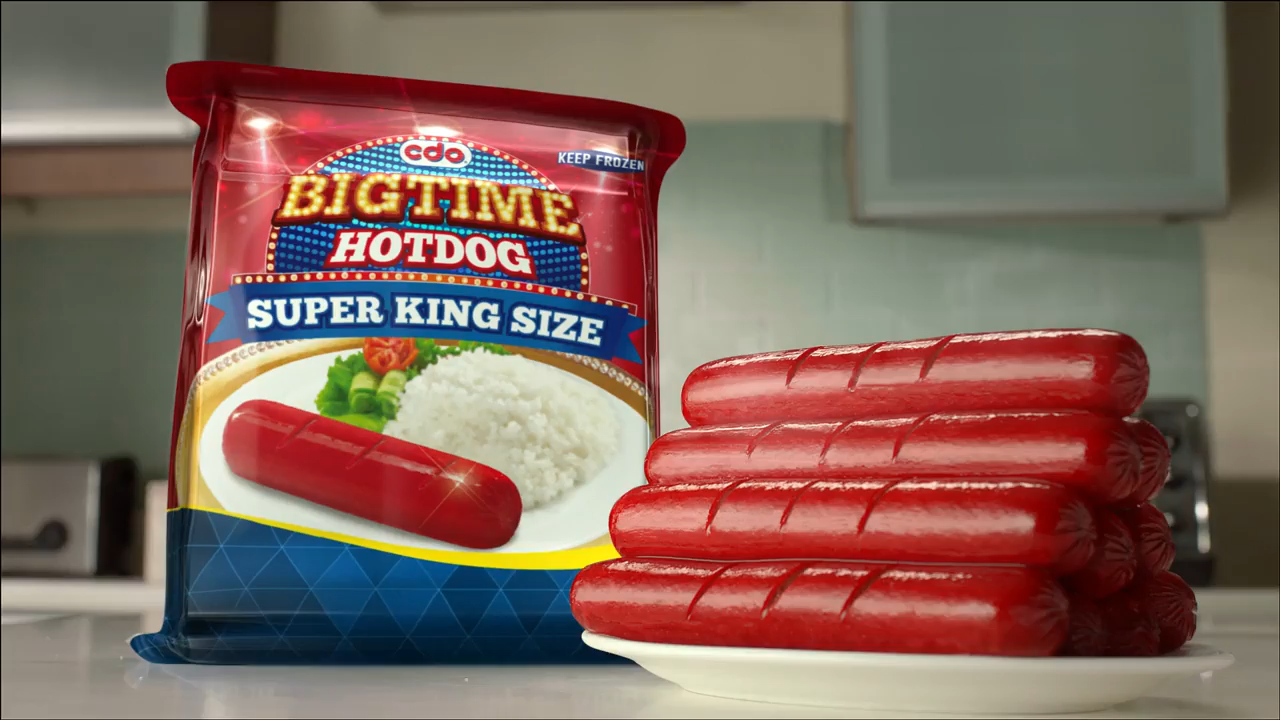 cdo
KEEP FROZEN
BIGTIME
HOTDOG
SUPER KING SIZE